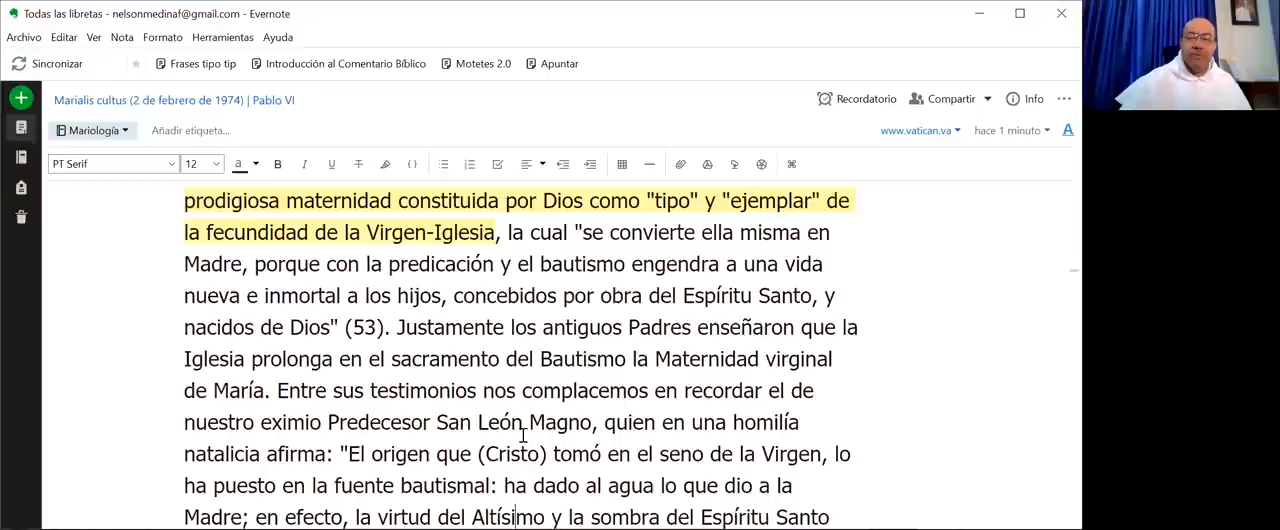 Todas las libretas - nelsonmedinaf@gmail.com - Evernote
Archivo Editar Ver Nota Formato Herramientas Ayuda
Sincronizar Frases tipo tip Introducción al Comentario Bíblico Motetes 2.0 Apuntar
Marialis cultus (2 de febrero de 1974) | Pablo VI Recordatorio Compartir Info
Mariología Añadir etiqueta... www.vatican.va hace 1 minuto A
PT Serif 12 a B I U T
prodigiosa maternidad constituida por Dios como "tipo" y "ejemplar" de
la fecundidad de la Virgen-Iglesia, la cual "se convierte ella misma en
Madre, porque con la predicación y el bautismo engendra a una vida
nueva e inmortal a los hijos, concebidos por obra del Espíritu Santo, y
nacidos de Dios" (53). Justamente los antiguos Padres enseñaron que la
Iglesia prolonga en el sacramento del Bautismo la Maternidad virginal
de María. Entre sus testimonios nos complacemos en recordar el de
nuestro eximio Predecesor San León Magno, quien en una homilía
natalicia afirma: "El origen que (Cristo) tomó en el seno de la Virgen, lo
ha puesto en la fuente bautismal: ha dado al agua lo que dio a la
Madre; en efecto, la virtud del Altísimo y la sombra del Espíritu Santo